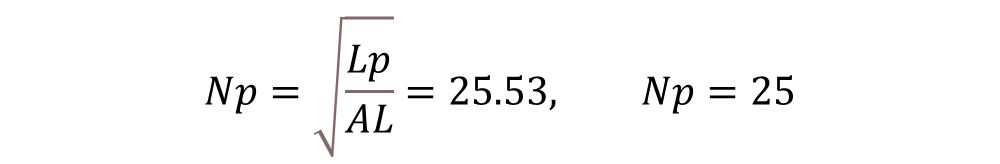 Np = √(Lp/AL) = 25.53, Np = 25